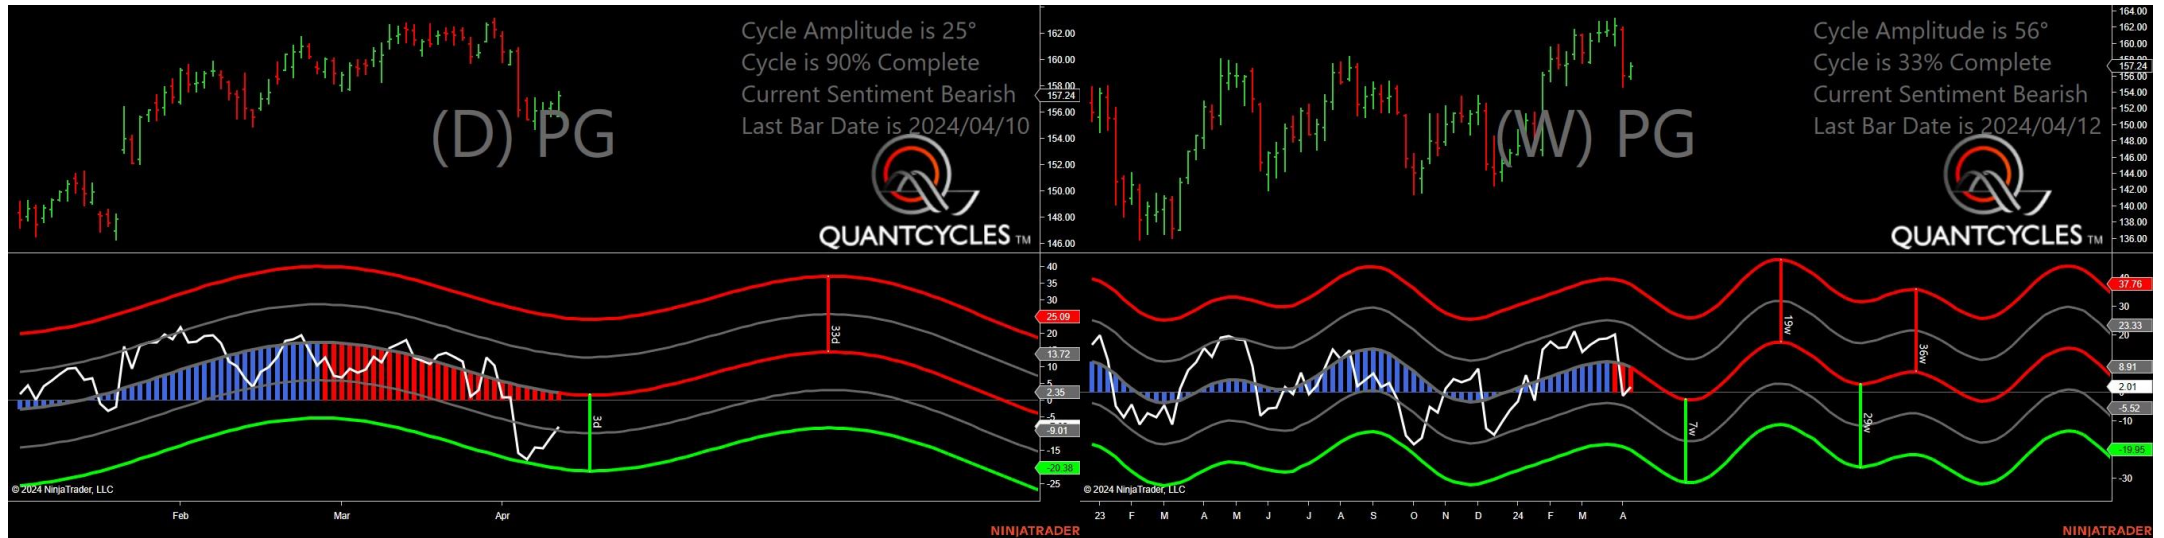 Cycle Amplitude is 25°
Cycle is 90% Complete
Current Sentiment Bearish
Last Bar Date is 2024/04/10
(D) PG
QUANTCYCLES TM
162.00
160.00
158.00
157.24
156.00
154.00
152.00
150.00
148.00
146.00
40
35
30
25.09
20
13.72
10
5
2.35
0
-5
-9.01
-15
-20.38
-25
33d
3d
© 2024 NinjaTrader, LLC
Feb Mar Apr
NINJATRADER
Cycle Amplitude is 56°
Cycle is 33% Complete
Current Sentiment Bearish
Last Bar Date is 2024/04/12
(W) PG
QUANTCYCLES TM
164.00
162.00
160.00
157.24
156.00
154.00
152.00
150.00
148.00
146.00
144.00
142.00
140.00
138.00
136.00
40
37.76
30
23.33
20
8.91
2.01
0
-5.52
-10
-19.95
-30
19w
36w
7w
29w
© 2024 NinjaTrader, LLC
23 F M A M J J A S O N D 24 F M A
NINJATRADER